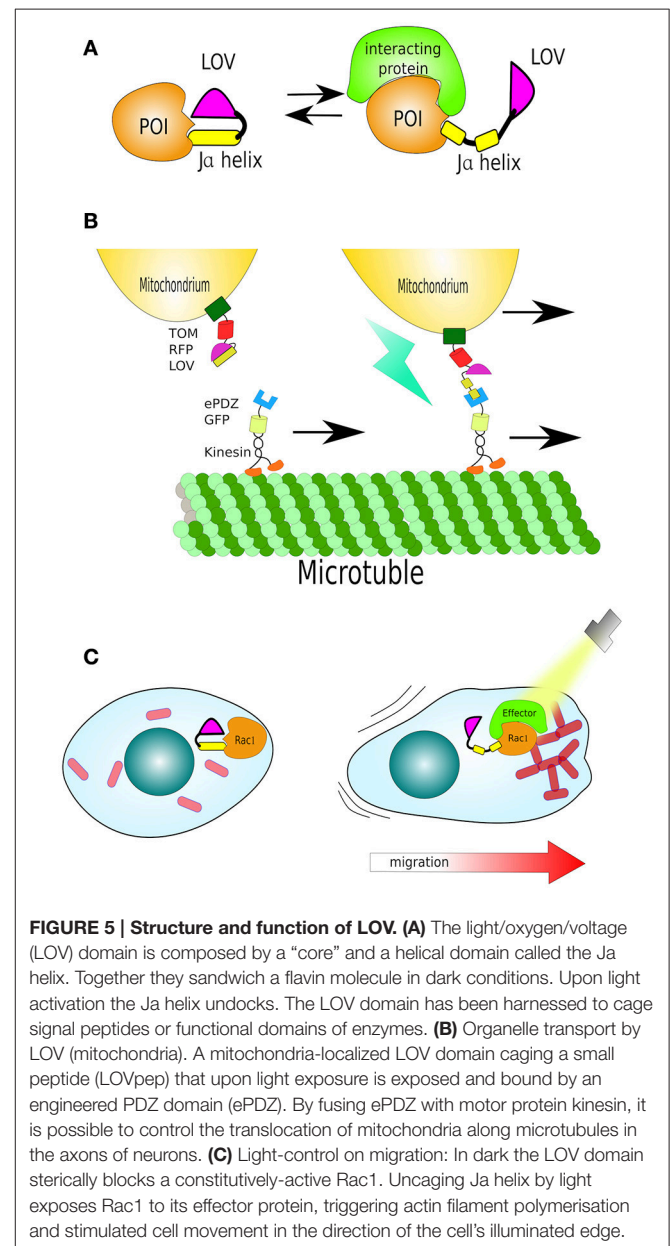 A
LOV
POI
Jα helix
interacting
protein
POI
LOV
Jα helix
B
Mitochondrium
TOM
RFP
LOV
ePDZ
GFP
Kinesin
Mitochondrium
Microtuble
C
Rac1
Effector
Rac1
migration
FIGURE 5 | Structure and function of LOV. (A) The light/oxygen/voltage
(LOV) domain is composed by a “core” and a helical domain called the Ja
helix. Together they sandwich a flavin molecule in dark conditions. Upon light
activation the Ja helix undocks. The LOV domain has been harnessed to cage
signal peptides or functional domains of enzymes. (B) Organelle transport by
LOV (mitochondria). A mitochondria-localized LOV domain caging a small
peptide (LOVpep) that upon light exposure is exposed and bound by an
engineered PDZ domain (ePDZ). By fusing ePDZ with motor protein kinesin, it
is possible to control the translocation of mitochondria along microtubules in
the axons of neurons. (C) Light-control on migration: In dark the LOV domain
sterically blocks a constitutively-active Rac1. Uncaging Ja helix by light
exposes Rac1 to its effector protein, triggering actin filament polymerisation
and stimulated cell movement in the direction of the cell’s illuminated edge.